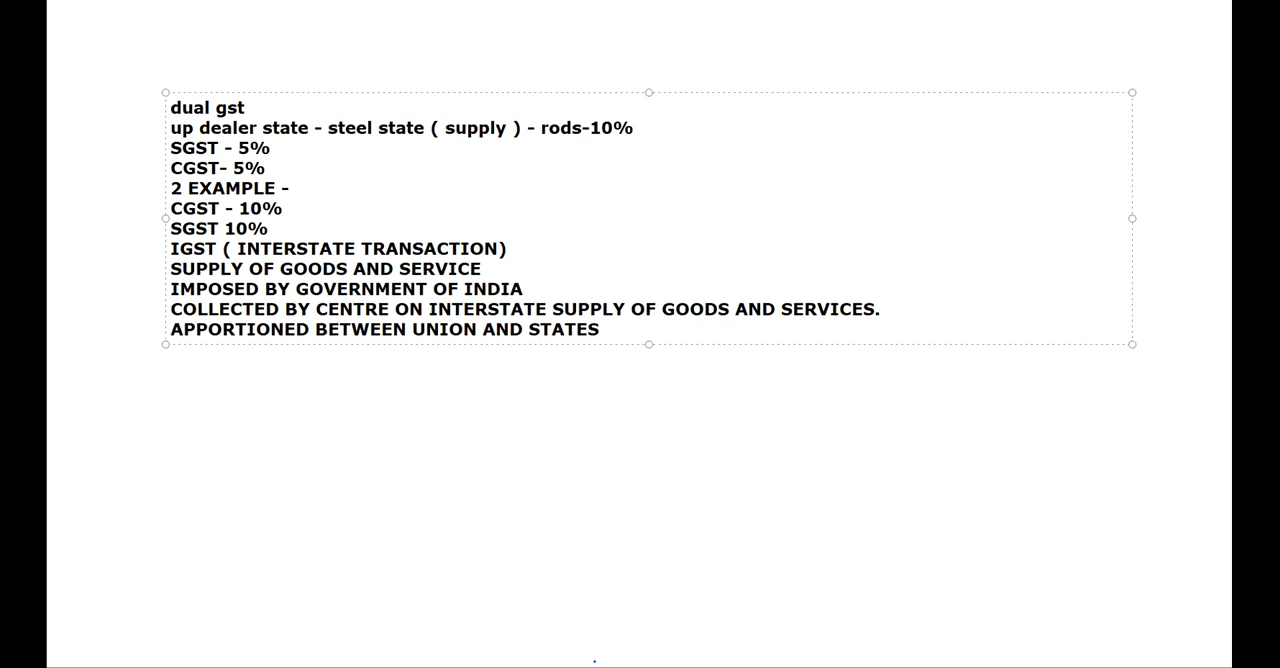 dual gst
up dealer state - steel state ( supply ) - rods-10%
SGST - 5%
CGST- 5%
2 EXAMPLE -
CGST - 10%
SGST 10%
IGST ( INTERSTATE TRANSACTION)
SUPPLY OF GOODS AND SERVICE
IMPOSED BY GOVERNMENT OF INDIA
COLLECTED BY CENTRE ON INTERSTATE SUPPLY OF GOODS AND SERVICES.
APPORTIONED BETWEEN UNION AND STATES